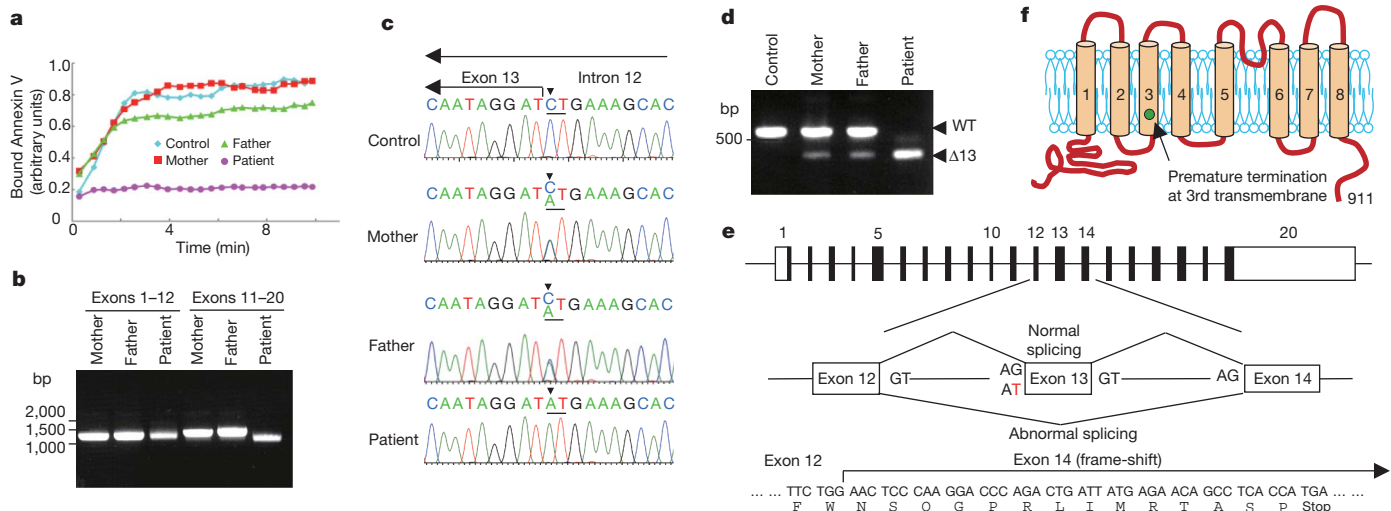 a
Bound Annexin V
(arbitrary units)
1.0
0.8
0.6
0.4
0.2
0
0
4
8
Time (min)
Control
Father
Mother
Patient
b
Exons 1–12
Exons 11–20
Mother
Father
Patient
Mother
Father
Patient
bp
2,000
1,500
1,000
c
Exon 13
Intron 12
CAATAGGATCTGAAAGCAC
Control
C
CAATAGGAT TGAAAGCAC
A
Mother
C
CAATAGGAT TGAAAGCAC
A
Father
CAATAGGATATGAAAGCAC
Patient
d
Control
Mother
Father
Patient
bp
500
WT
Δ13
f
1
2
3
4
5
6
7
8
Premature termination
at 3rd transmembrane
911
e
1
5
10
12
13
14
20
Normal
splicing
Exon 12
GT
AG
AT
Exon 13
GT
AG
Exon 14
Abnormal splicing
Exon 12
Exon 14 (frame-shift)
... ... TTC TGG AAC TCC CAA GGA CCC AGA CTG ATT ATG AGA ACA GCC TCA CCA TGA ... ...
F W N S Q G P R L I M R T A S P Stop